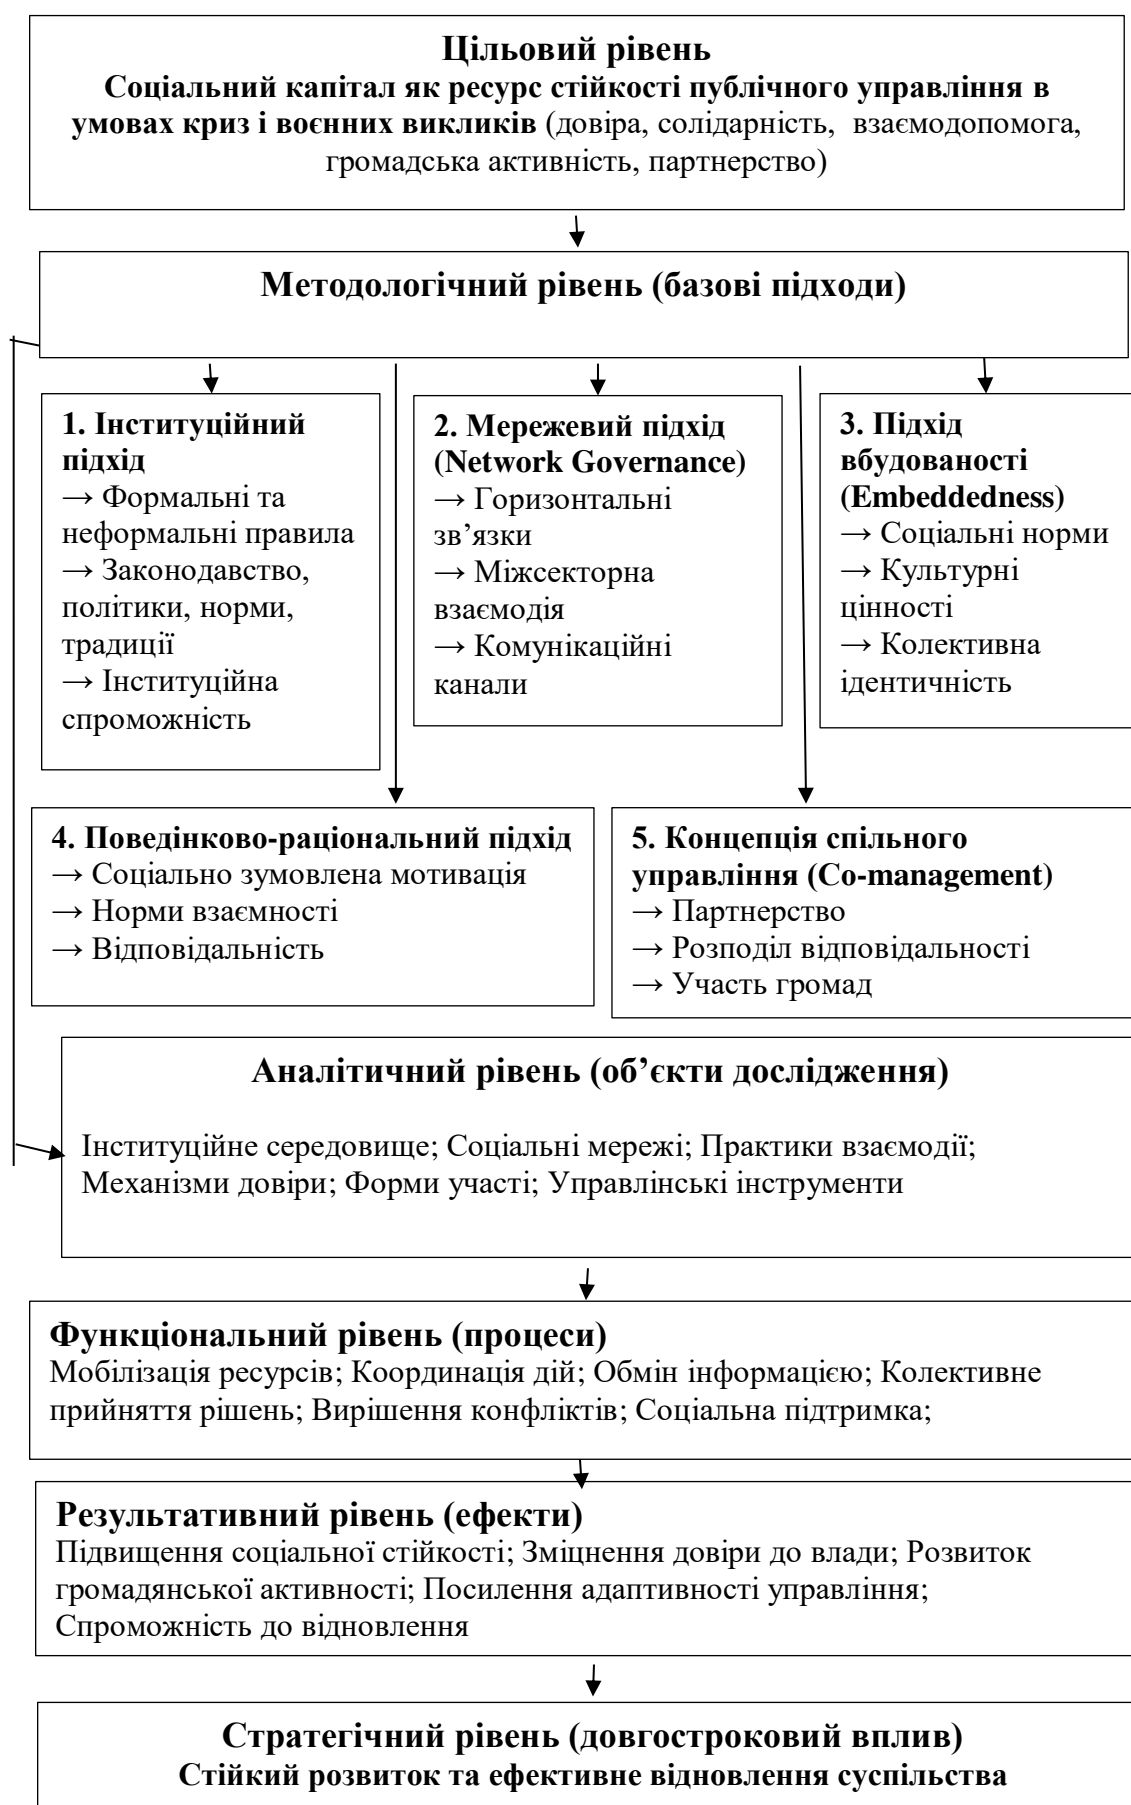 Цільовий рівень
Соціальний капітал як ресурс стійкості публічного управління в
умовах криз і воєнних викликів (довіра, солідарність, взаємодопомога,
громадська активність, партнерство)
Методологічний рівень (базові підходи)
1. Інституційний
підхід
→ Формальні та
неформальні правила
→ Законодавство,
політики, норми,
традиції
→ Інституційна
спроможність
2. Мережевий підхід
(Network Governance)
→ Горизонтальні
зв’язки
→ Міжсекторна
взаємодія
→ Комунікаційні
канали
3. Підхід
вбудованості
(Embeddedness)
→ Соціальні норми
→ Культурні
цінності
→ Колективна
ідентичність
4. Поведінково-раціональний підхід
→ Соціально зумовлена мотивація
→ Норми взаємності
→ Відповідальність
5. Концепція спільного
управління (Co-management)
→ Партнерство
→ Розподіл відповідальності
→ Участь громад
Аналітичний рівень (об’єкти дослідження)
Інституційне середовище; Соціальні мережі; Практики взаємодії;
Механізми довіри; Форми участі; Управлінські інструменти
Функціональний рівень (процеси)
Мобілізація ресурсів; Координація дій; Обмін інформацією; Колективне
прийняття рішень; Вирішення конфліктів; Соціальна підтримка;
Результативний рівень (ефекти)
Підвищення соціальної стійкості; Зміцнення довіри до влади; Розвиток
громадянської активності; Посилення адаптивності управління;
Спроможність до відновлення
Стратегічний рівень (довгостроковий вплив)
Стійкий розвиток та ефективне відновлення суспільства